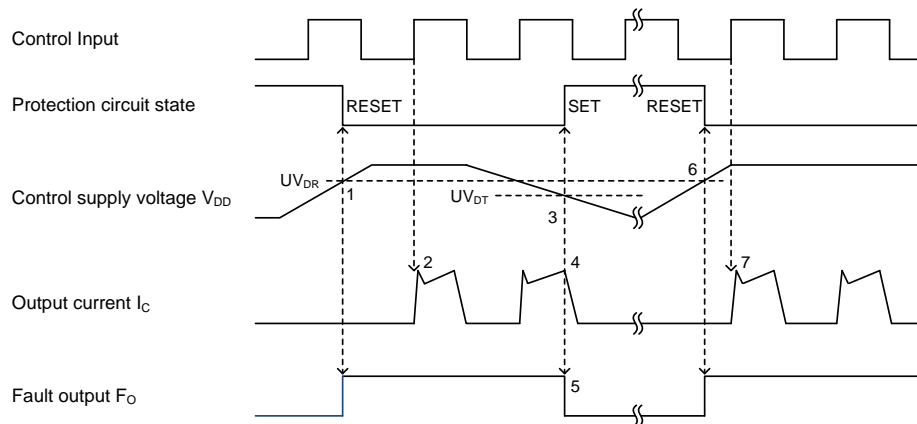 Control Input
Protection circuit state
RESET
SET
RESET
UVDR
1
6
Control supply voltage VDD
UVDT
3
2
4
7
Output current IC
5
Fault output FO